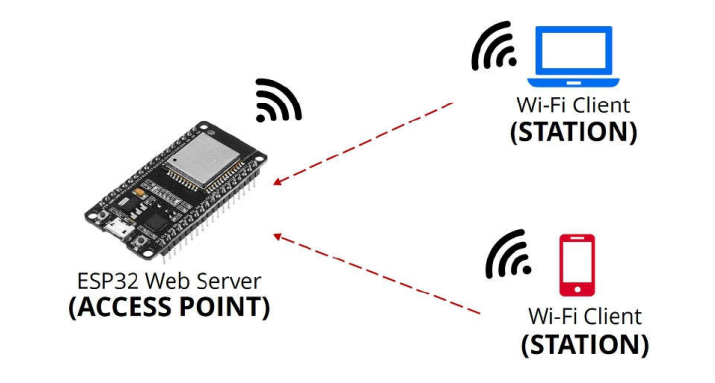 Wi-Fi Client
(STATION)
ESP32 Web Server
(ACCESS POINT)
Wi-Fi Client
(STATION)